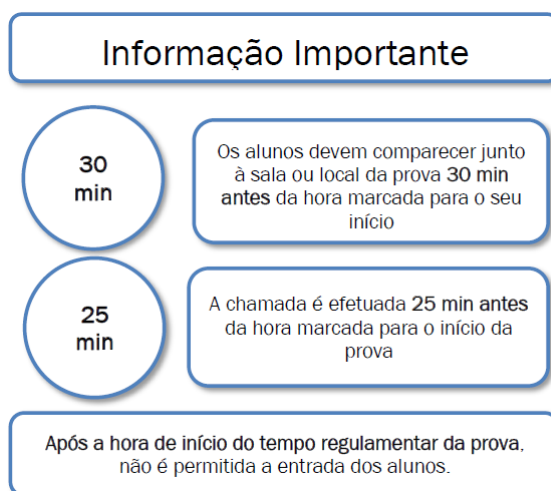 Informação Importante
30
min
Os alunos devem comparecer junto
à sala ou local da prova 30 min
antes da hora marcada para o seu
início
25
min
A chamada é efetuada 25 min antes
da hora marcada para o início da
prova
Após a hora de início do tempo regulamentar da prova,
não é permitida a entrada dos alunos.